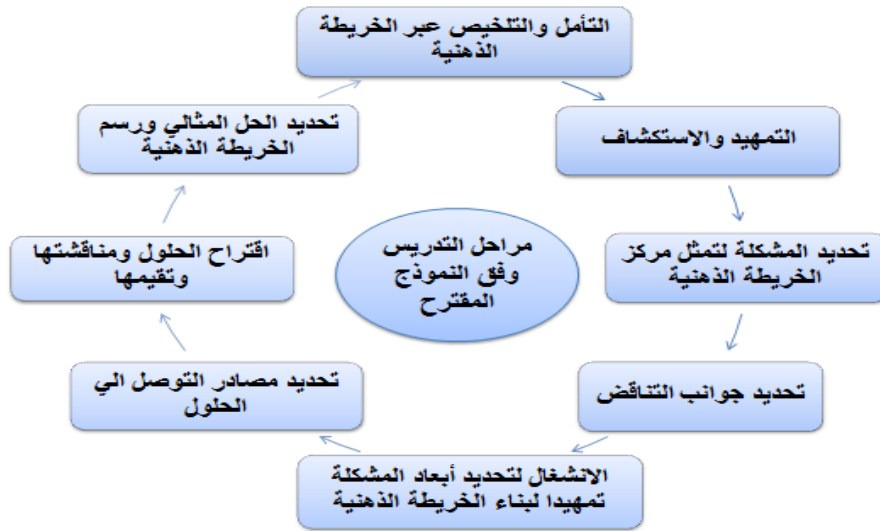 التأمل والتلخيص عبر الخريطة
الذهنية
التمهيد والاستكشاف
تحديد المشكلة لتمثل مركز
الخريطة الذهنية
تحديد جوانب التناقض
الانشغال لتحديد أبعاد المشكلة
تمهيدا لبناء الخريطة الذهنية
تحديد مصادر التوصل الي
الحلول
اقتراح الحلول ومناقشتها
وتقيمها
تحديد الحل المثالي ورسم
الخريطة الذهنية
مراحل التدريس
وفق النموذج
المقترح